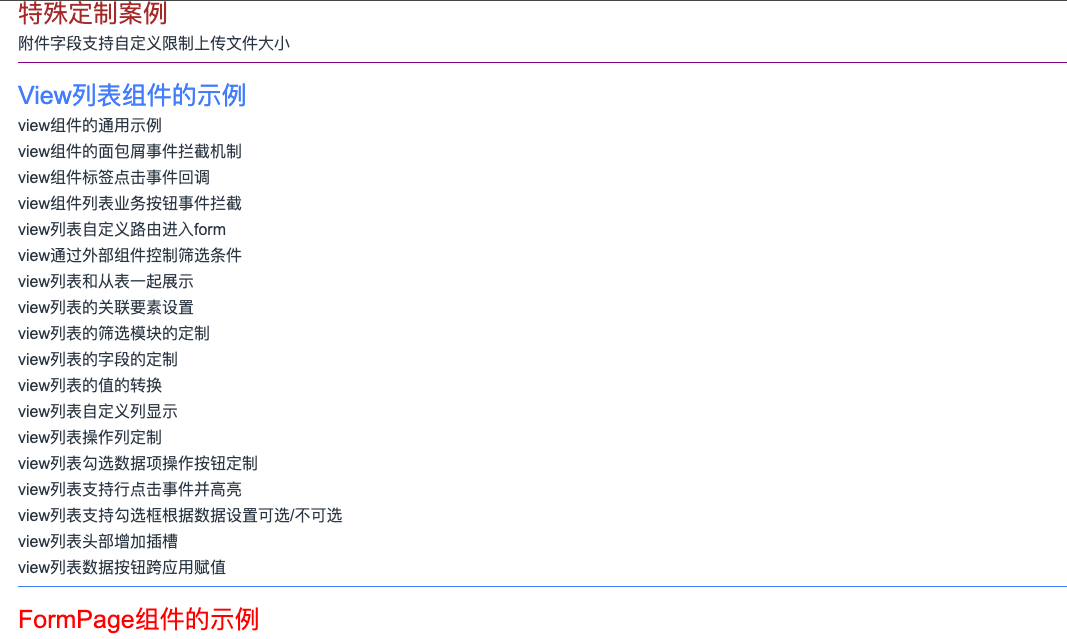 特殊定制案例
附件字段支持自定义限制上传文件大小
View列表组件的示例
view组件的通用示例
view组件的面包屑事件拦截机制
view组件标签点击事件回调
view组件列表业务按钮事件拦截
view列表自定义路由进入form
view通过外部组件控制筛选条件
view列表和从表一起展示
view列表的关联要素设置
view列表的筛选模块的定制
view列表的字段的定制
view列表的值的转换
view列表自定义列显示
view列表操作列定制
view列表勾选数据项操作按钮定制
view列表支持行点击事件并高亮
view列表支持勾选框根据数据设置可选/不可选
view列表头部增加插槽
view列表数据按钮跨应用赋值
FormPage组件的示例